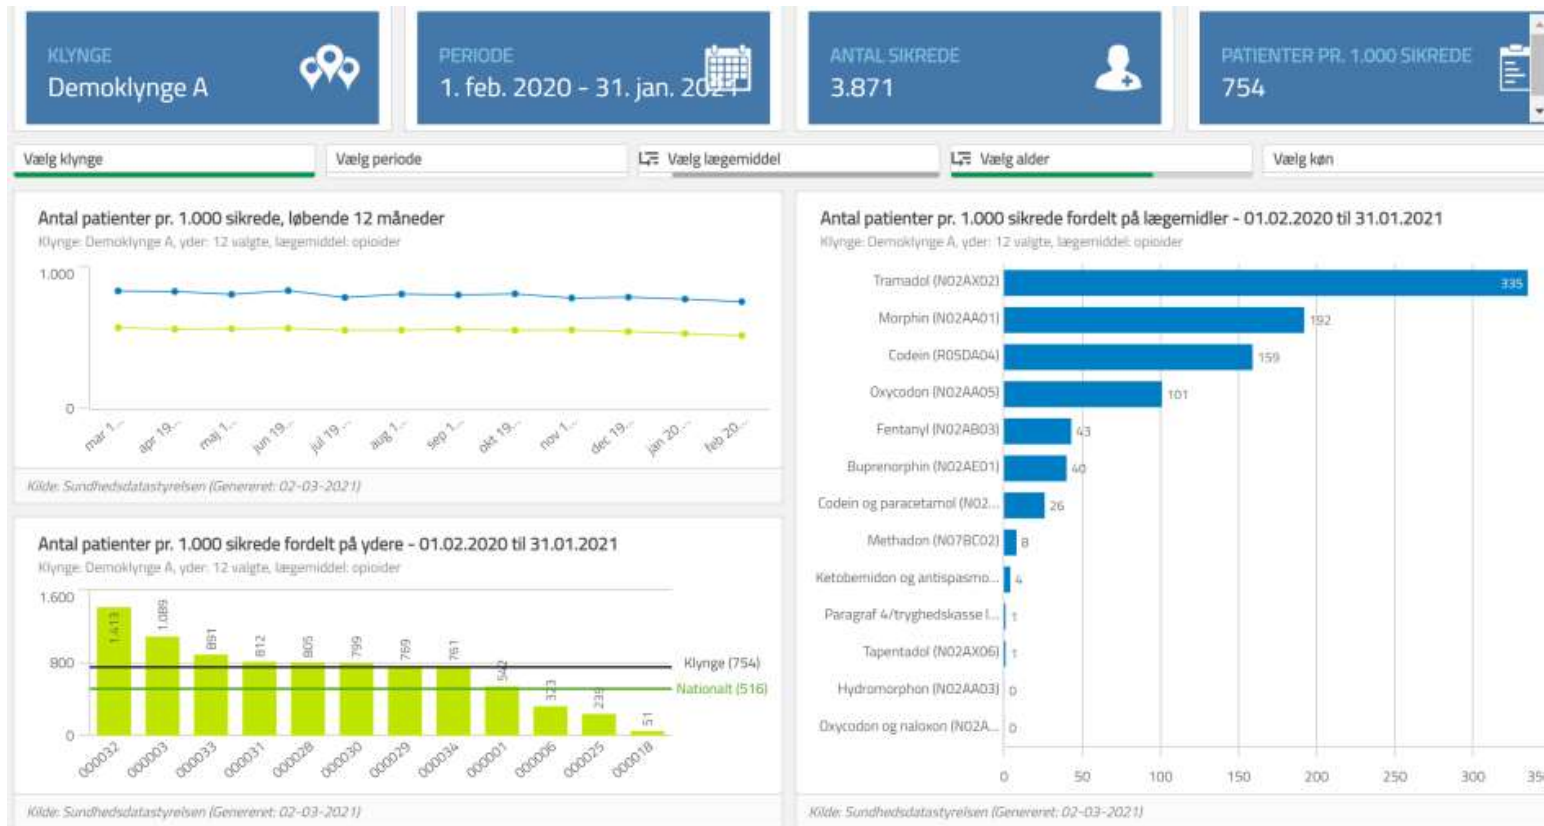 KLYNGE
Demoklynge A
PERIODE
1. feb. 2020 - 31. jan. 2021
ANTAL SIKREDE
3.871
PATIENTER PR. 1.000 SIKREDE
754
Vælg klynge
Vælg periode
Vælg lægemiddel
Vælg alder
Vælg køn
Antal patienter pr. 1.000 sikrede, løbende 12 måneder
Klynge: Demoklynge A, yder: 12 valgte, lægemiddel: opioider
1.000
0
mar 1...
apr 19...
maj 1...
jun 19...
jul 19 ...
aug 1...
sep 1...
okt 19...
nov 1...
dec 19...
jan 20 ...
feb 20...
Kilde: Sundhedsdatastyrelsen (Genereret: 02-03-2021)
Antal patienter pr. 1.000 sikrede fordelt på ydere - 01.02.2020 til 31.01.2021
Klynge: Demoklynge A, yder: 12 valgte, lægemiddel: opioider
1.600
800
0
1.413
1.089
891
812
805
799
769
761
542
323
235
51
Klynge (754)
Nationalt (516)
000032
000003
000033
000031
000028
000030
000029
000034
000001
000006
000025
000018
Kilde: Sundhedsdatastyrelsen (Genereret: 02-03-2021)
Antal patienter pr. 1.000 sikrede fordelt på lægemidler - 01.02.2020 til 31.01.2021
Klynge: Demoklynge A, yder: 12 valgte, lægemiddel: opioider
Tramadol (N02AX02) 335
Morphin (N02AA01) 192
Codein (R05DA04) 159
Oxycodon (N02AA05) 101
Fentanyl (N02AB03) 43
Buprenorphin (N02AE01) 40
Codein og paracetamol (N02... 26
Methadon (N07BC02) 8
Ketobemidon og antispasmo... 4
Paragraf 4/tryghedskasse l... 1
Tapentadol (N02AX06) 1
Hydromorphon (N02AA03) 0
Oxycodon og naloxon (N02A... 0
0 50 100 150 200 250 300 350
Kilde: Sundhedsdatastyrelsen (Genereret: 02-03-2021)